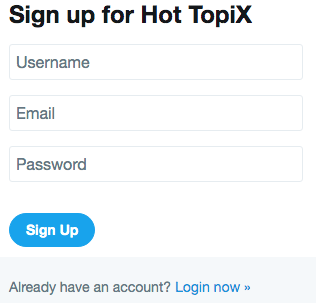 Sign up for Hot TopiX
Username
Email
Password
Sign Up
Already have an account? Login now »